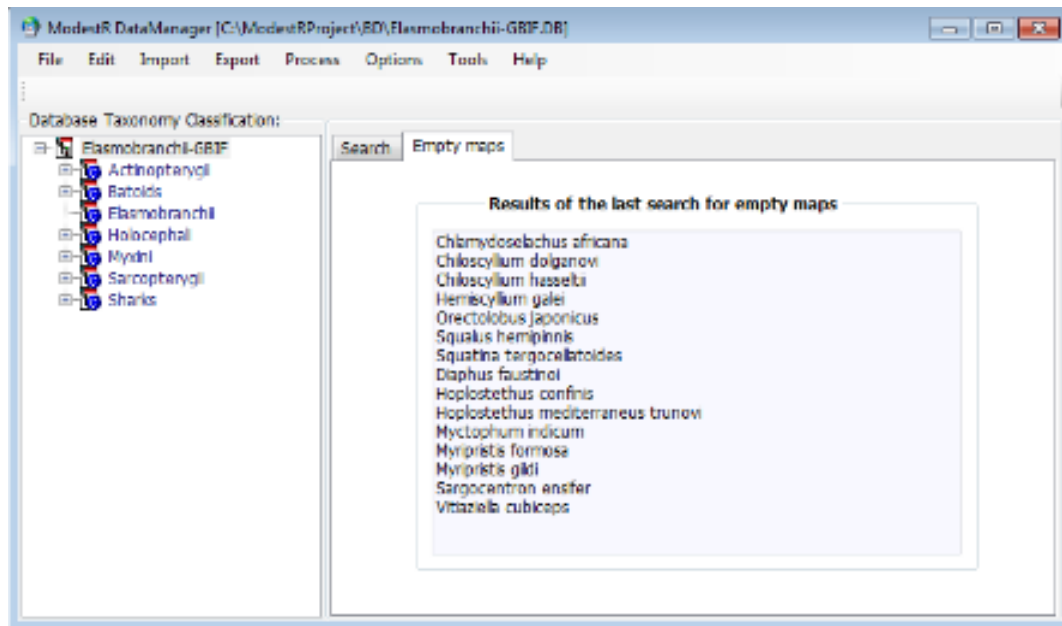 ModestR DataManager [C:\ModestRProject\BD\Elasmobranchii-GBIF.DB]
File Edit Import Export Process Options Tools Help
Database Taxonomy Classification:
Elasmobranchii-GBIF
Actinopterygii
Batoids
Elasmobranchii
Holocephali
Myxini
Sarcopterygii
Sharks
Search Empty maps
Results of the last search for empty maps
Chlamydoselachus africana
Chiloscyllium dolganovi
Chiloscyllium hasseltii
Hemiscyllium galei
Orectolobus japonicus
Squalus hemipinnis
Squatina tergocellatoides
Diaphus faustinoi
Hoplostethus confinis
Hoplostethus mediterraneus trunovi
Myctophum indicum
Myripristis formosa
Myripristis gildi
Sargocentron ensifer
Vitiaziella cubiceps